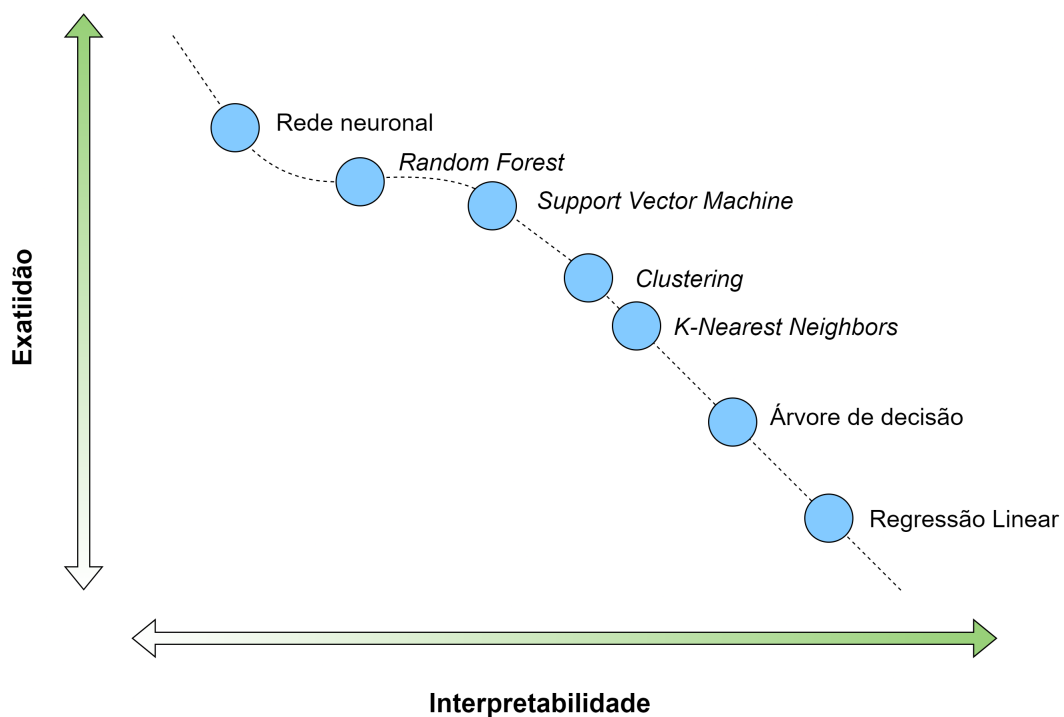 Rede neuronal
Random Forest
Support Vector Machine
Clustering
K-Nearest Neighbors
Árvore de decisão
Regressão Linear
Exatiidão
Interpretabilidade